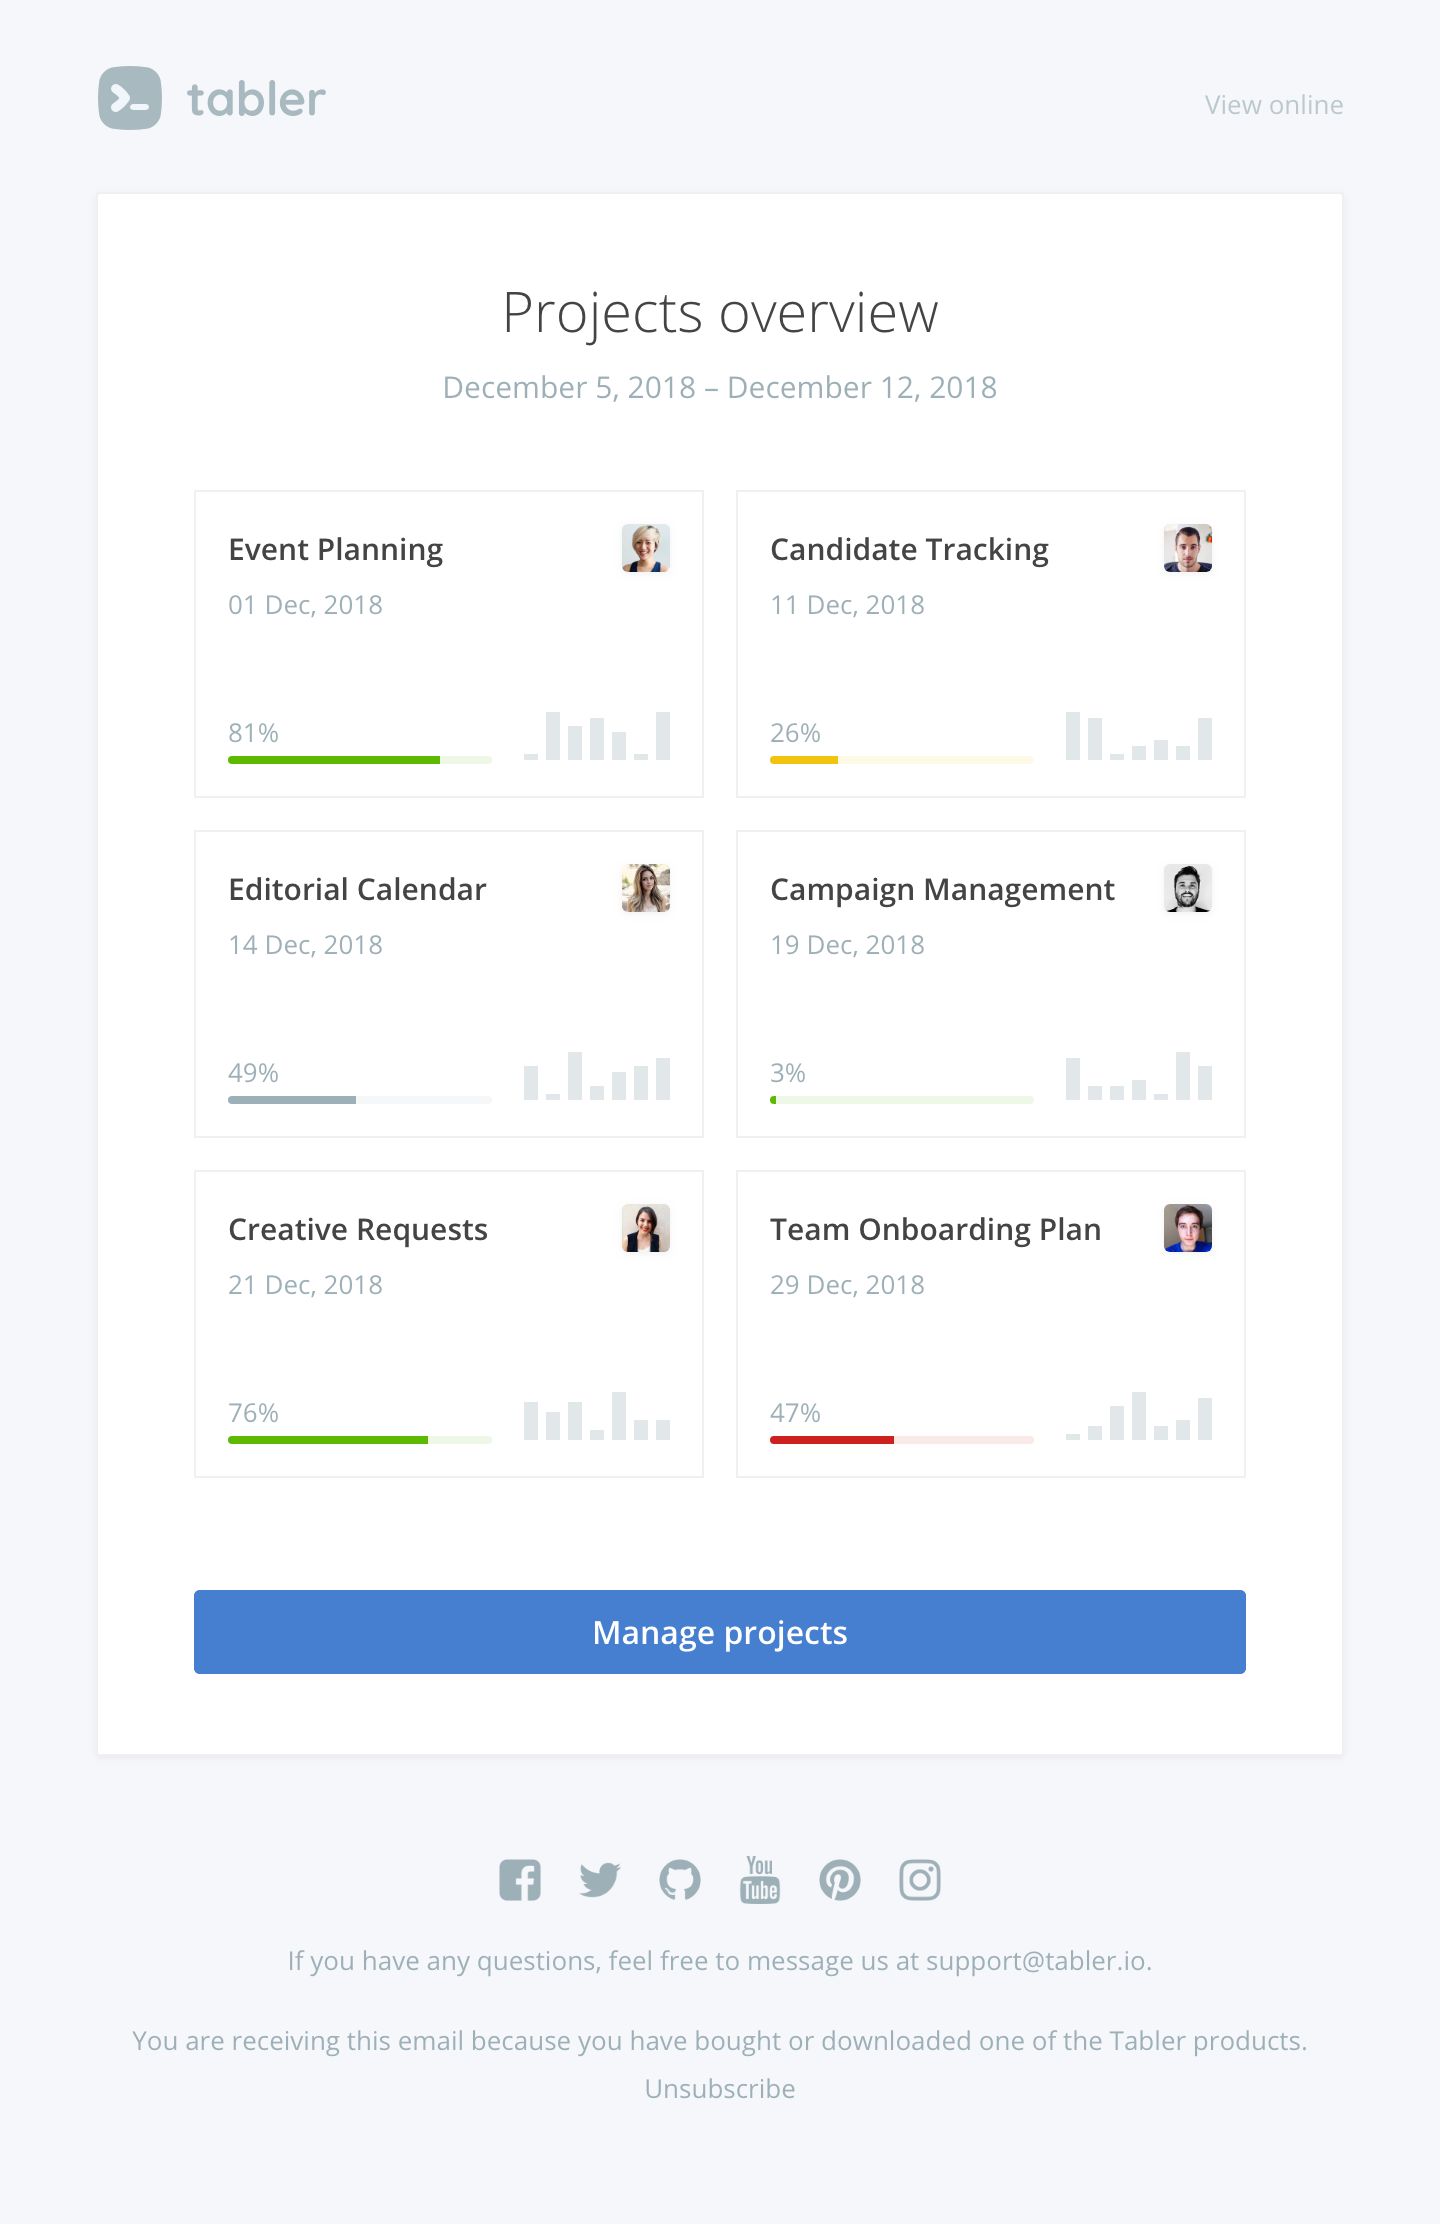 tabler
View online
Projects overview
December 5, 2018 – December 12, 2018
Event Planning
01 Dec, 2018
81%
Candidate Tracking
11 Dec, 2018
26%
Editorial Calendar
14 Dec, 2018
49%
Campaign Management
19 Dec, 2018
3%
Creative Requests
21 Dec, 2018
76%
Team Onboarding Plan
29 Dec, 2018
47%
Manage projects
You
Tube
If you have any questions, feel free to message us at support@tabler.io.
You are receiving this email because you have bought or downloaded one of the Tabler products.
Unsubscribe